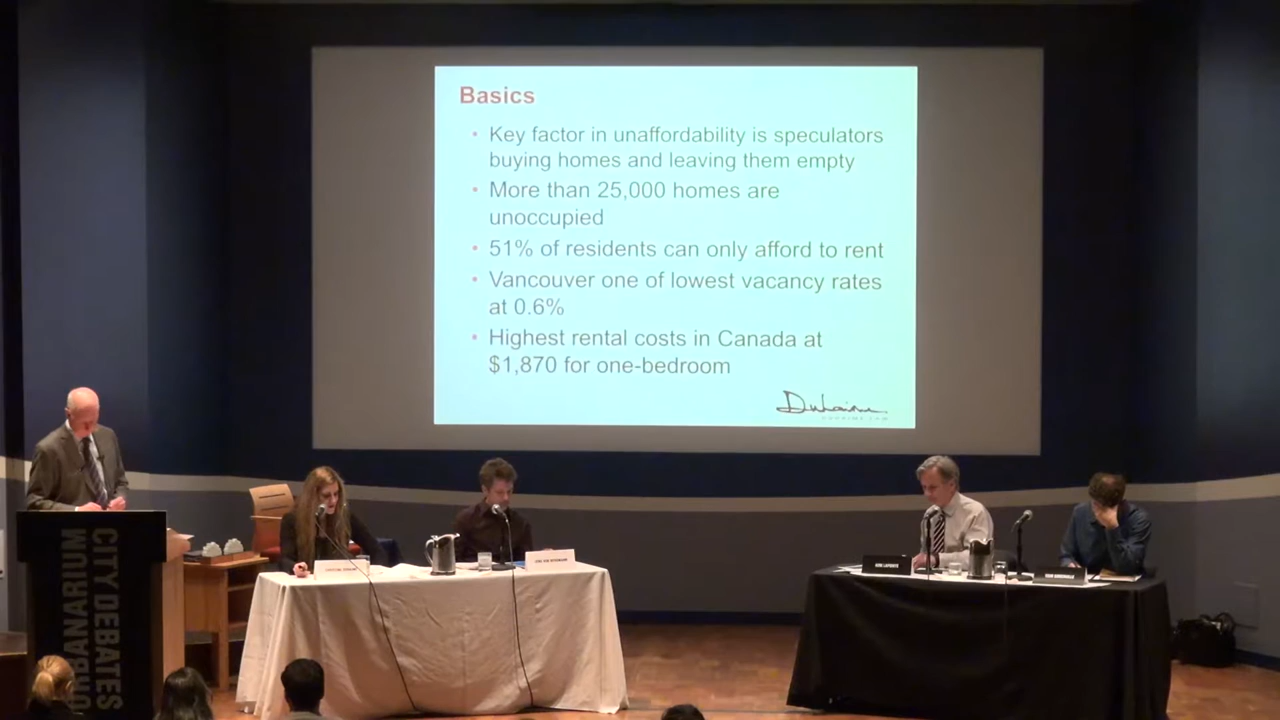 Basics
• Key factor in unaffordability is speculators
buying homes and leaving them empty
• More than 25,000 homes are
unoccupied
• 51% of residents can only afford to rent
• Vancouver one of lowest vacancy rates
at 0.6%
• Highest rental costs in Canada at
$1,870 for one-bedroom
URBANARIUM
CITY DEBATES